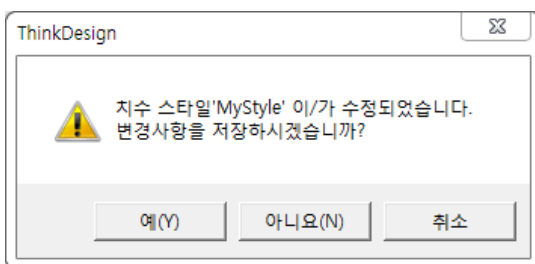 ThinkDesign
치수 스타일'MyStyle' 이/가 수정되었습니다.
변경사항을 저장하시겠습니까?
예(Y) 아니요(N) 취소